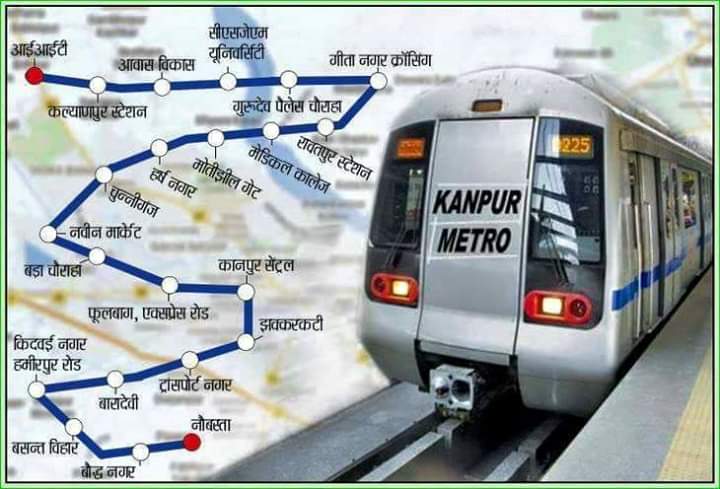 आईआईटी
कल्याणपुर स्टेशन
आवास विकास
सीएसजेएम
यूनिवर्सिटी
गुरुदेव पैलेस चौराहा
गीता नगर क्रॉसिंग
रावतपुर स्टेशन
मेडिकल कालेज
मोतीझील गेट
हर्ष नगर
चुन्नीगंज
नवीन मार्केट
बड़ा चौराहा
फूलबाग, एक्सप्रेस रोड
कानपुर सेंट्रल
झकरकटी
ट्रांसपोर्ट नगर
बारादेवी
किदवई नगर
हमीरपुर रोड
बसन्त विहार
बौद्ध नगर
नौबस्ता
KANPUR
METRO
9225